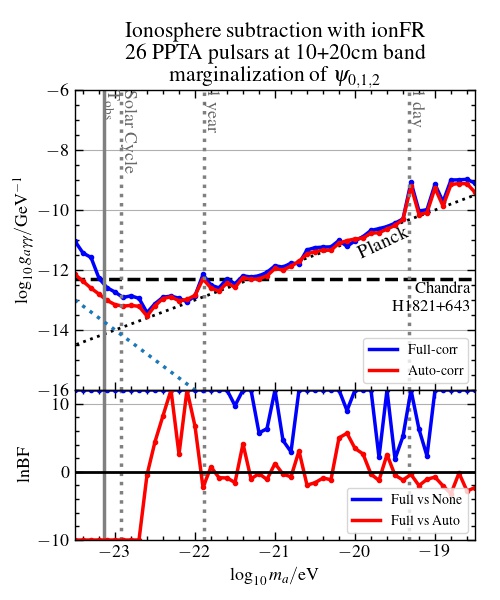 Ionosphere subtraction with ionFR
26 PPTA pulsars at 10+20cm band
marginalization of ψ0,1,2
−6
−8
−10
−12
−14
−16
log10 gaγγ/GeV−1
Tobs
Solar Cycle
1 year
1 day
Planck
Chandra
H1821+643
Full-corr
Auto-corr
10
0
−10
lnBF
Full vs None
Full vs Auto
−23
−22
−21
−20
−19
log10 ma/eV